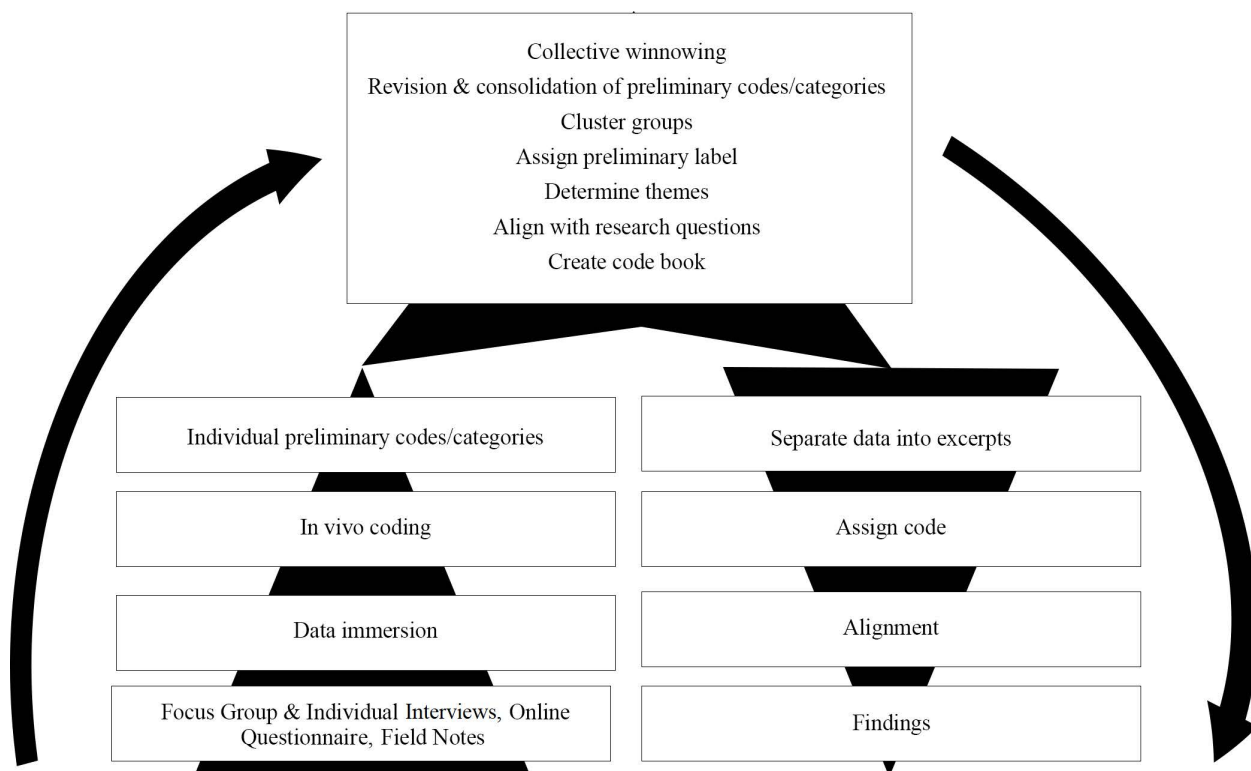 Collective winnowing
Revision & consolidation of preliminary codes/categories
Cluster groups
Assign preliminary label
Determine themes
Align with research questions
Create code book
Individual preliminary codes/categories
In vivo coding
Data immersion
Focus Group & Individual Interviews, Online
Questionnaire, Field Notes
Separate data into excerpts
Assign code
Alignment
Findings